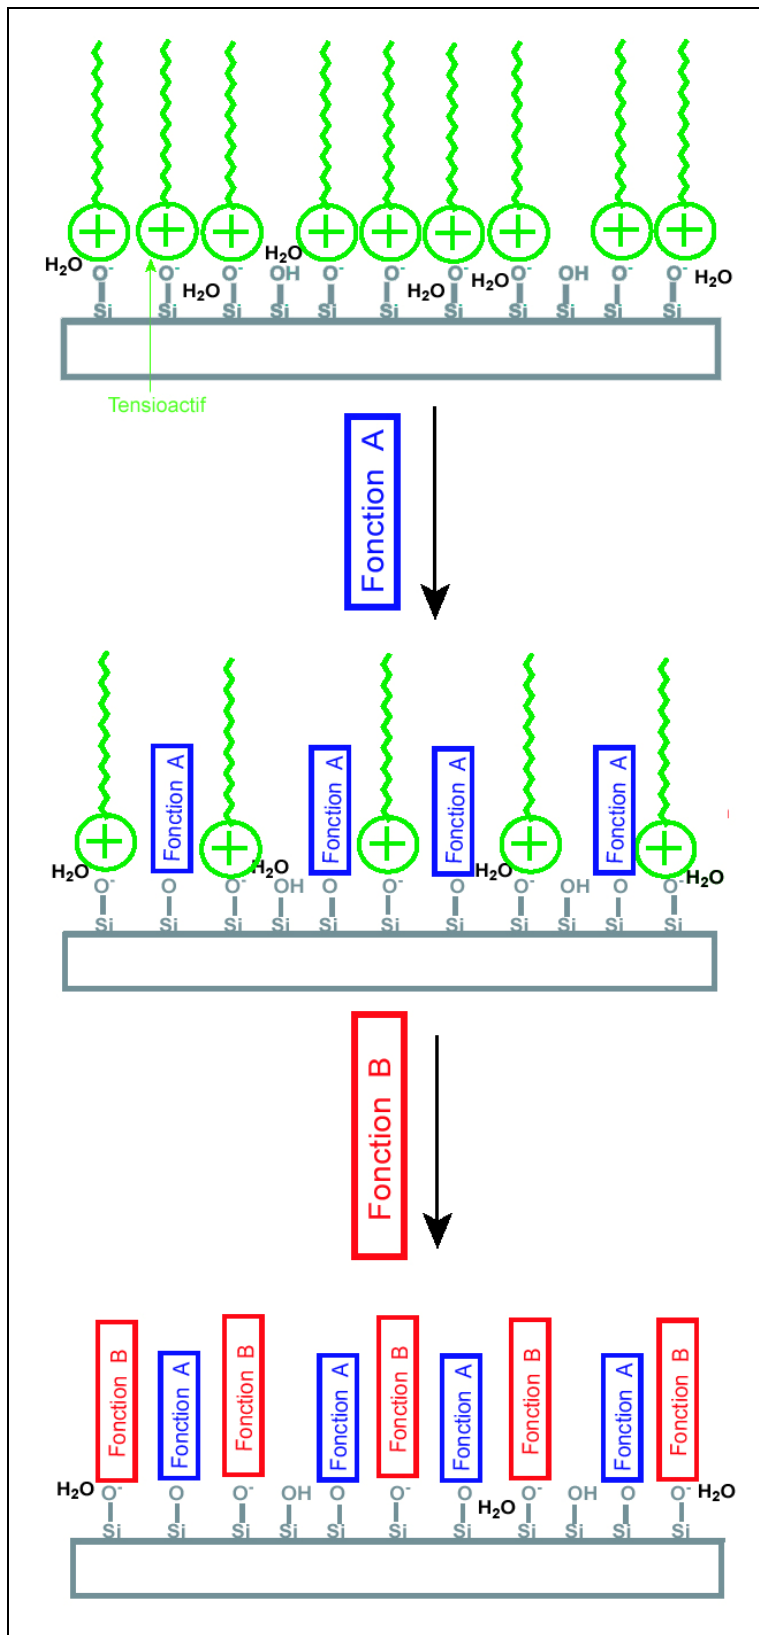 H₂O O⁻ O⁻ H₂O O⁻ H₂O OH O⁻ O⁻ H₂O O⁻ H₂O O⁻ OH O⁻ O⁻ H₂O
Si Si Si Si Si Si Si Si Si Si Si
Tensioactif
Fonction A
Fonction A Fonction A Fonction A Fonction A
H₂O O⁻ O O⁻ H₂O OH O O⁻ O H₂O O⁻ OH O O⁻ H₂O
Si Si Si Si Si Si Si Si Si Si Si
Fonction B
Fonction B Fonction A Fonction B Fonction A Fonction B Fonction A Fonction B Fonction A Fonction B
H₂O O⁻ O O⁻ OH O O⁻ O H₂O O⁻ OH O O⁻ H₂O
Si Si Si Si Si Si Si Si Si Si Si